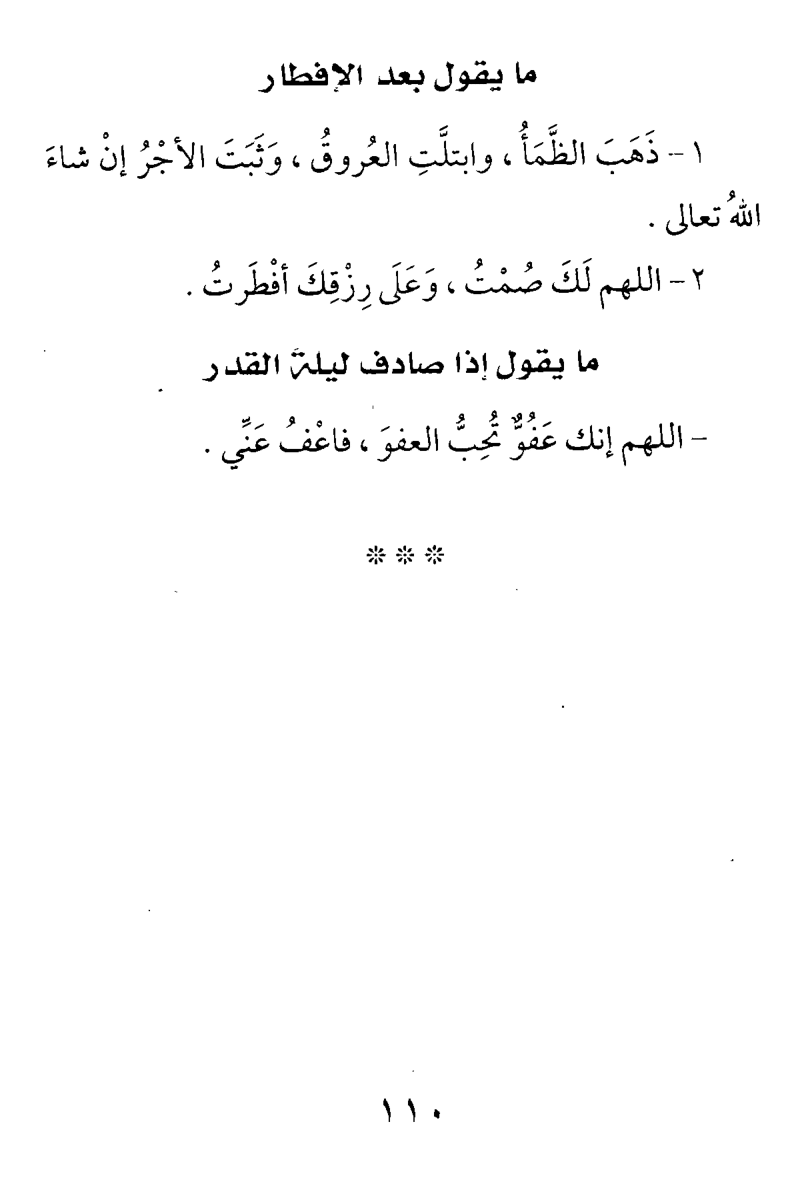 ما يقول بعد الإفطار
١- ذَهَبَ الظَّمَأُ ، وابتلَّتِ العُروقُ ، وَثَبَتَ الأجْرُ إنْ شاءَ
اللهُ تعالى .
٢- اللهم لَكَ صُمْتُ ، وَعَلَى رِزْقِكَ أفْطَرتُ .
ما يقول إذا صادف ليلة القدر
- اللهم إنك عَفُوٌّ تُحِبُّ العفوَ ، فاعْفُ عَنِّي .
❊ ❊ ❊
١١٠